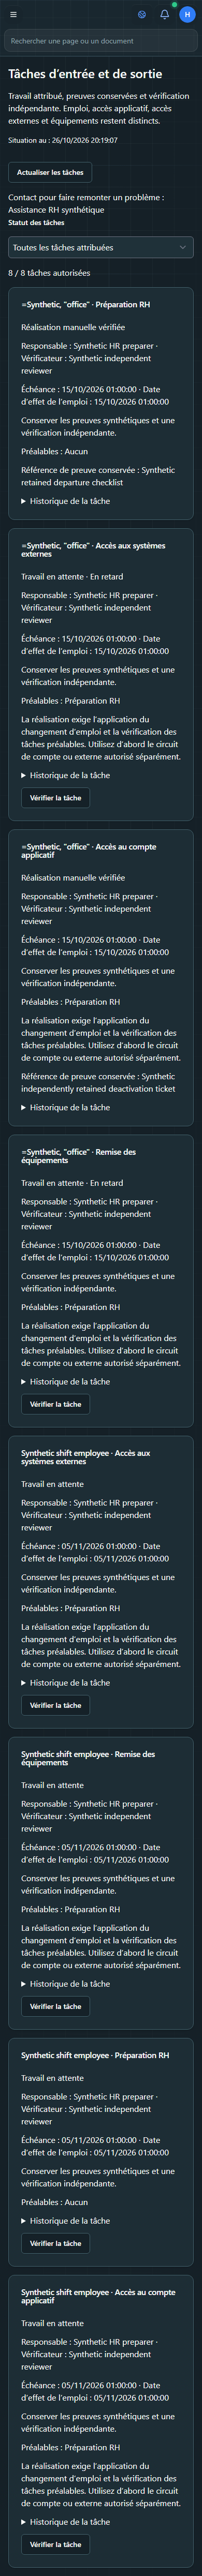 H
Rechercher une page ou un document
Tâches d’entrée et de sortie
Travail attribué, preuves conservées et vérification
indépendante. Emploi, accès applicatif, accès
externes et équipements restent distincts.
Situation au : 26/10/2026 20:19:07
Actualiser les tâches
Contact pour faire remonter un problème :
Assistance RH synthétique
Statut des tâches
Toutes les tâches attribuées
8 / 8 tâches autorisées
=Synthetic, "office" · Préparation RH
Réalisation manuelle vérifiée
Responsable : Synthetic HR preparer ·
Vérificateur : Synthetic independent
reviewer
Échéance : 15/10/2026 01:00:00 · Date
d’effet de l’emploi : 15/10/2026 01:00:00
Conserver les preuves synthétiques et une
vérification indépendante.
Préalables : Aucun
Référence de preuve conservée : Synthetic
retained departure checklist
▶ Historique de la tâche
=Synthetic, "office" · Accès aux systèmes
externes
Travail en attente · En retard
Responsable : Synthetic HR preparer ·
Vérificateur : Synthetic independent
reviewer
Échéance : 15/10/2026 01:00:00 · Date
d’effet de l’emploi : 15/10/2026 01:00:00
Conserver les preuves synthétiques et une
vérification indépendante.
Préalables : Préparation RH
La réalisation exige l’application du
changement d’emploi et la vérification des
tâches préalables. Utilisez d’abord le circuit
de compte ou externe autorisé séparément.
▶ Historique de la tâche
Vérifier la tâche
=Synthetic, "office" · Accès au compte
applicatif
Réalisation manuelle vérifiée
Responsable : Synthetic HR preparer ·
Vérificateur : Synthetic independent
reviewer
Échéance : 15/10/2026 01:00:00 · Date
d’effet de l’emploi : 15/10/2026 01:00:00
Conserver les preuves synthétiques et une
vérification indépendante.
Préalables : Préparation RH
La réalisation exige l’application du
changement d’emploi et la vérification des
tâches préalables. Utilisez d’abord le circuit
de compte ou externe autorisé séparément.
Référence de preuve conservée : Synthetic
independently retained deactivation ticket
▶ Historique de la tâche
=Synthetic, "office" · Remise des
équipements
Travail en attente · En retard
Responsable : Synthetic HR preparer ·
Vérificateur : Synthetic independent
reviewer
Échéance : 15/10/2026 01:00:00 · Date
d’effet de l’emploi : 15/10/2026 01:00:00
Conserver les preuves synthétiques et une
vérification indépendante.
Préalables : Préparation RH
La réalisation exige l’application du
changement d’emploi et la vérification des
tâches préalables. Utilisez d’abord le circuit
de compte ou externe autorisé séparément.
▶ Historique de la tâche
Vérifier la tâche
Synthetic shift employee · Accès aux
systèmes externes
Travail en attente
Responsable : Synthetic HR preparer ·
Vérificateur : Synthetic independent
reviewer
Échéance : 05/11/2026 01:00:00 · Date
d’effet de l’emploi : 05/11/2026 01:00:00
Conserver les preuves synthétiques et une
vérification indépendante.
Préalables : Préparation RH
La réalisation exige l’application du
changement d’emploi et la vérification des
tâches préalables. Utilisez d’abord le circuit
de compte ou externe autorisé séparément.
▶ Historique de la tâche
Vérifier la tâche
Synthetic shift employee · Remise des
équipements
Travail en attente
Responsable : Synthetic HR preparer ·
Vérificateur : Synthetic independent
reviewer
Échéance : 05/11/2026 01:00:00 · Date
d’effet de l’emploi : 05/11/2026 01:00:00
Conserver les preuves synthétiques et une
vérification indépendante.
Préalables : Préparation RH
La réalisation exige l’application du
changement d’emploi et la vérification des
tâches préalables. Utilisez d’abord le circuit
de compte ou externe autorisé séparément.
▶ Historique de la tâche
Vérifier la tâche
Synthetic shift employee · Préparation RH
Travail en attente
Responsable : Synthetic HR preparer ·
Vérificateur : Synthetic independent
reviewer
Échéance : 05/11/2026 01:00:00 · Date
d’effet de l’emploi : 05/11/2026 01:00:00
Conserver les preuves synthétiques et une
vérification indépendante.
Préalables : Aucun
▶ Historique de la tâche
Vérifier la tâche
Synthetic shift employee · Accès au compte
applicatif
Travail en attente
Responsable : Synthetic HR preparer ·
Vérificateur : Synthetic independent
reviewer
Échéance : 05/11/2026 01:00:00 · Date
d’effet de l’emploi : 05/11/2026 01:00:00
Conserver les preuves synthétiques et une
vérification indépendante.
Préalables : Préparation RH
La réalisation exige l’application du
changement d’emploi et la vérification des
tâches préalables. Utilisez d’abord le circuit
de compte ou externe autorisé séparément.
▶ Historique de la tâche
Vérifier la tâche